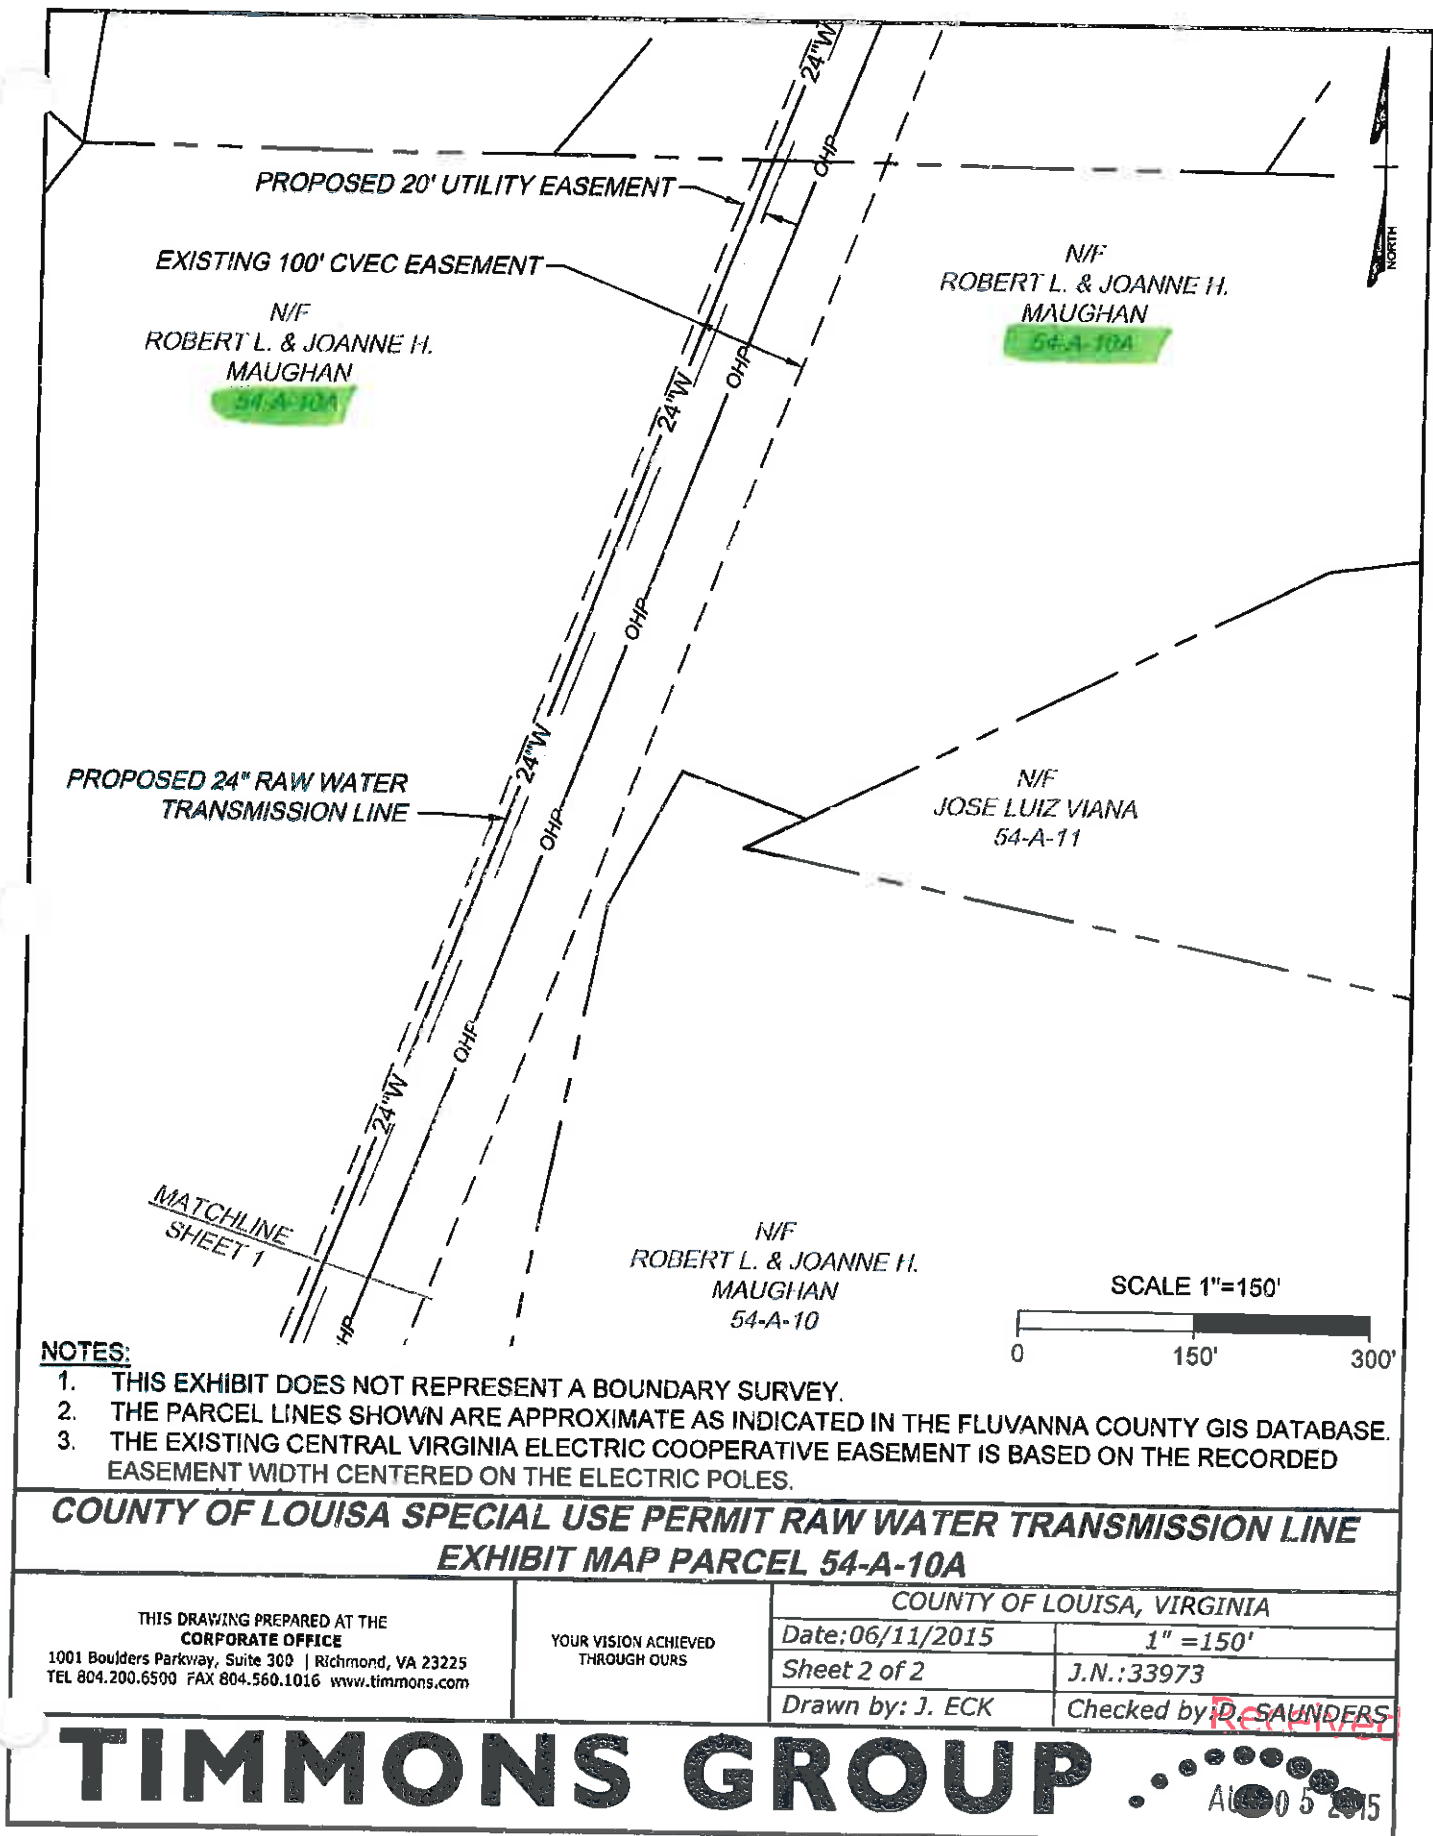 24"W
OHP
PROPOSED 20' UTILITY EASEMENT
EXISTING 100' CVEC EASEMENT
NORTH
N/F
ROBERT L. & JOANNE H.
MAUGHAN
54-A-10A
N/F
ROBERT L. & JOANNE H.
MAUGHAN
54-A-10A
OHP
24"W
OHP
24"W
PROPOSED 24" RAW WATER
TRANSMISSION LINE
OHP
N/F
JOSE LUIZ VIANA
54-A-11
OHP
24"W
MATCHLINE
SHEET 1
HP
N/F
ROBERT L. & JOANNE H.
MAUGHAN
54-A-10
SCALE 1"=150'
0 150' 300'
NOTES:
1. THIS EXHIBIT DOES NOT REPRESENT A BOUNDARY SURVEY.
2. THE PARCEL LINES SHOWN ARE APPROXIMATE AS INDICATED IN THE FLUVANNA COUNTY GIS DATABASE.
3. THE EXISTING CENTRAL VIRGINIA ELECTRIC COOPERATIVE EASEMENT IS BASED ON THE RECORDED
EASEMENT WIDTH CENTERED ON THE ELECTRIC POLES.
COUNTY OF LOUISA SPECIAL USE PERMIT RAW WATER TRANSMISSION LINE
EXHIBIT MAP PARCEL 54-A-10A
THIS DRAWING PREPARED AT THE
CORPORATE OFFICE
1001 Boulders Parkway, Suite 300 | Richmond, VA 23225
TEL 804.200.6500 FAX 804.560.1016 www.timmons.com
YOUR VISION ACHIEVED
THROUGH OURS
COUNTY OF LOUISA, VIRGINIA
Date: 06/11/2015
1" =150'
Sheet 2 of 2
J.N.: 33973
Drawn by: J. ECK
Checked by: D. SAUNDERS
Received
TIMMONS GROUP
AUG 05 2015